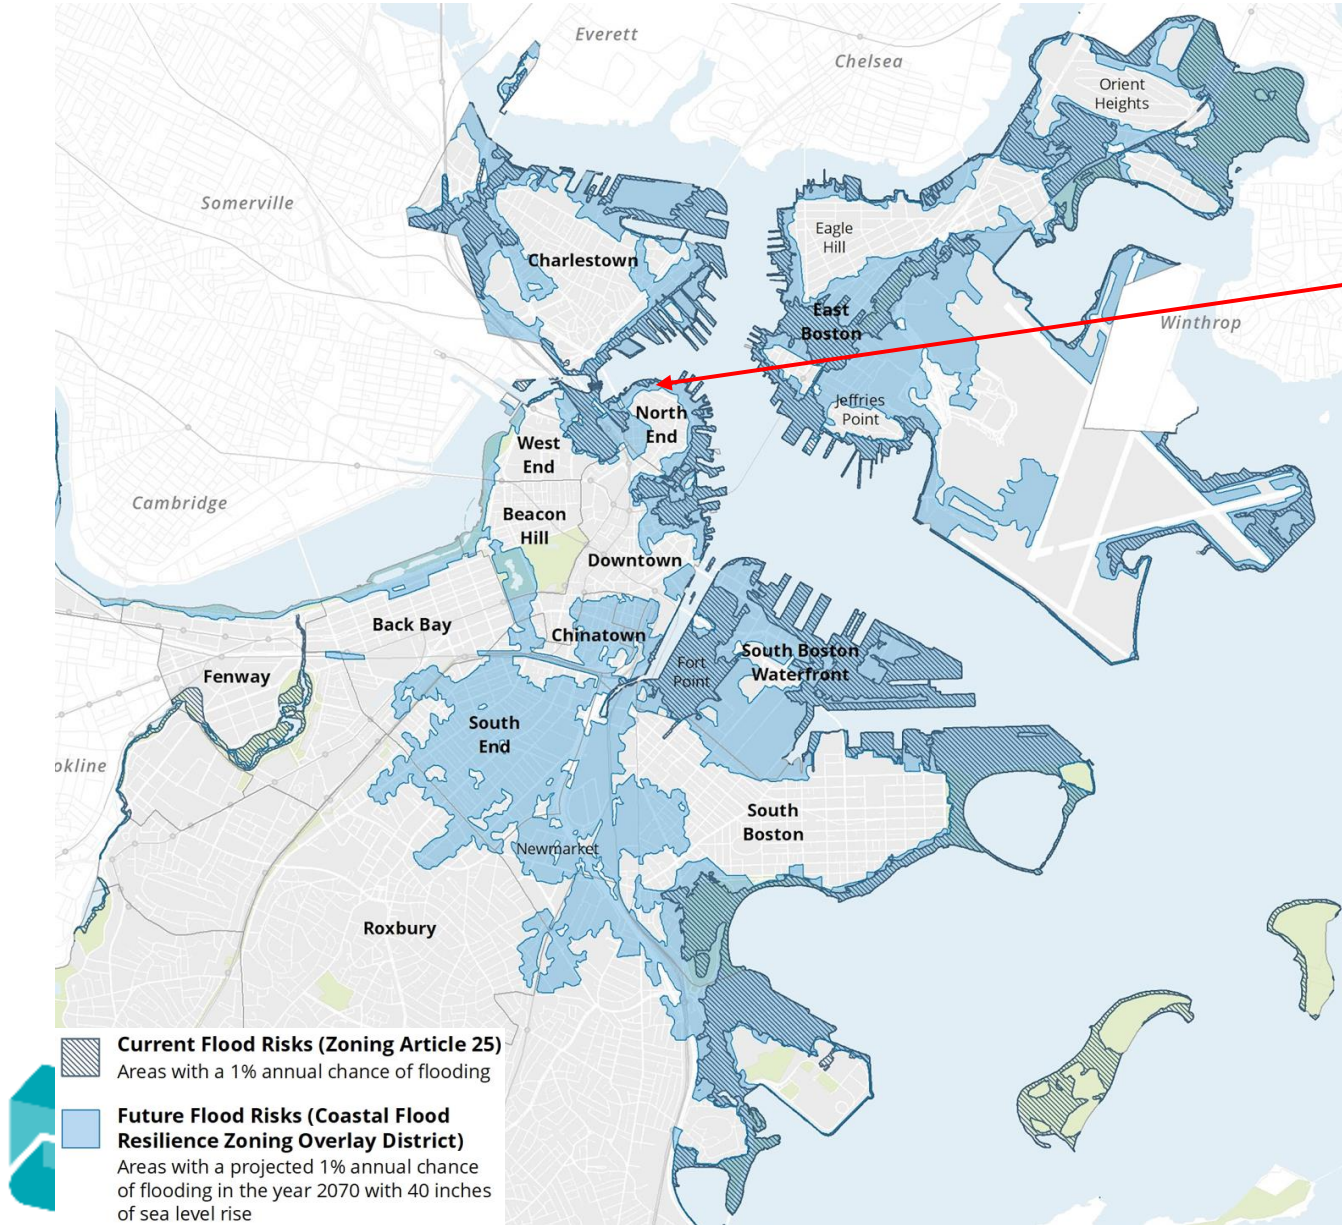 Everett
Chelsea
Orient
Heights
Somerville
Eagle
Hill
Charlestown
East
Boston
Winthrop
Jeffries
Point
North
End
West
End
Cambridge
Beacon
Hill
Downtown
Back Bay
Chinatown
South Boston
Waterfront
Fort
Point
Fenway
South
End
okline
South
Boston
Newmarket
Roxbury
Current Flood Risks (Zoning Article 25)
Areas with a 1% annual chance of flooding
Future Flood Risks (Coastal Flood
Resilience Zoning Overlay District)
Areas with a projected 1% annual chance
of flooding in the year 2070 with 40 inches
of sea level rise